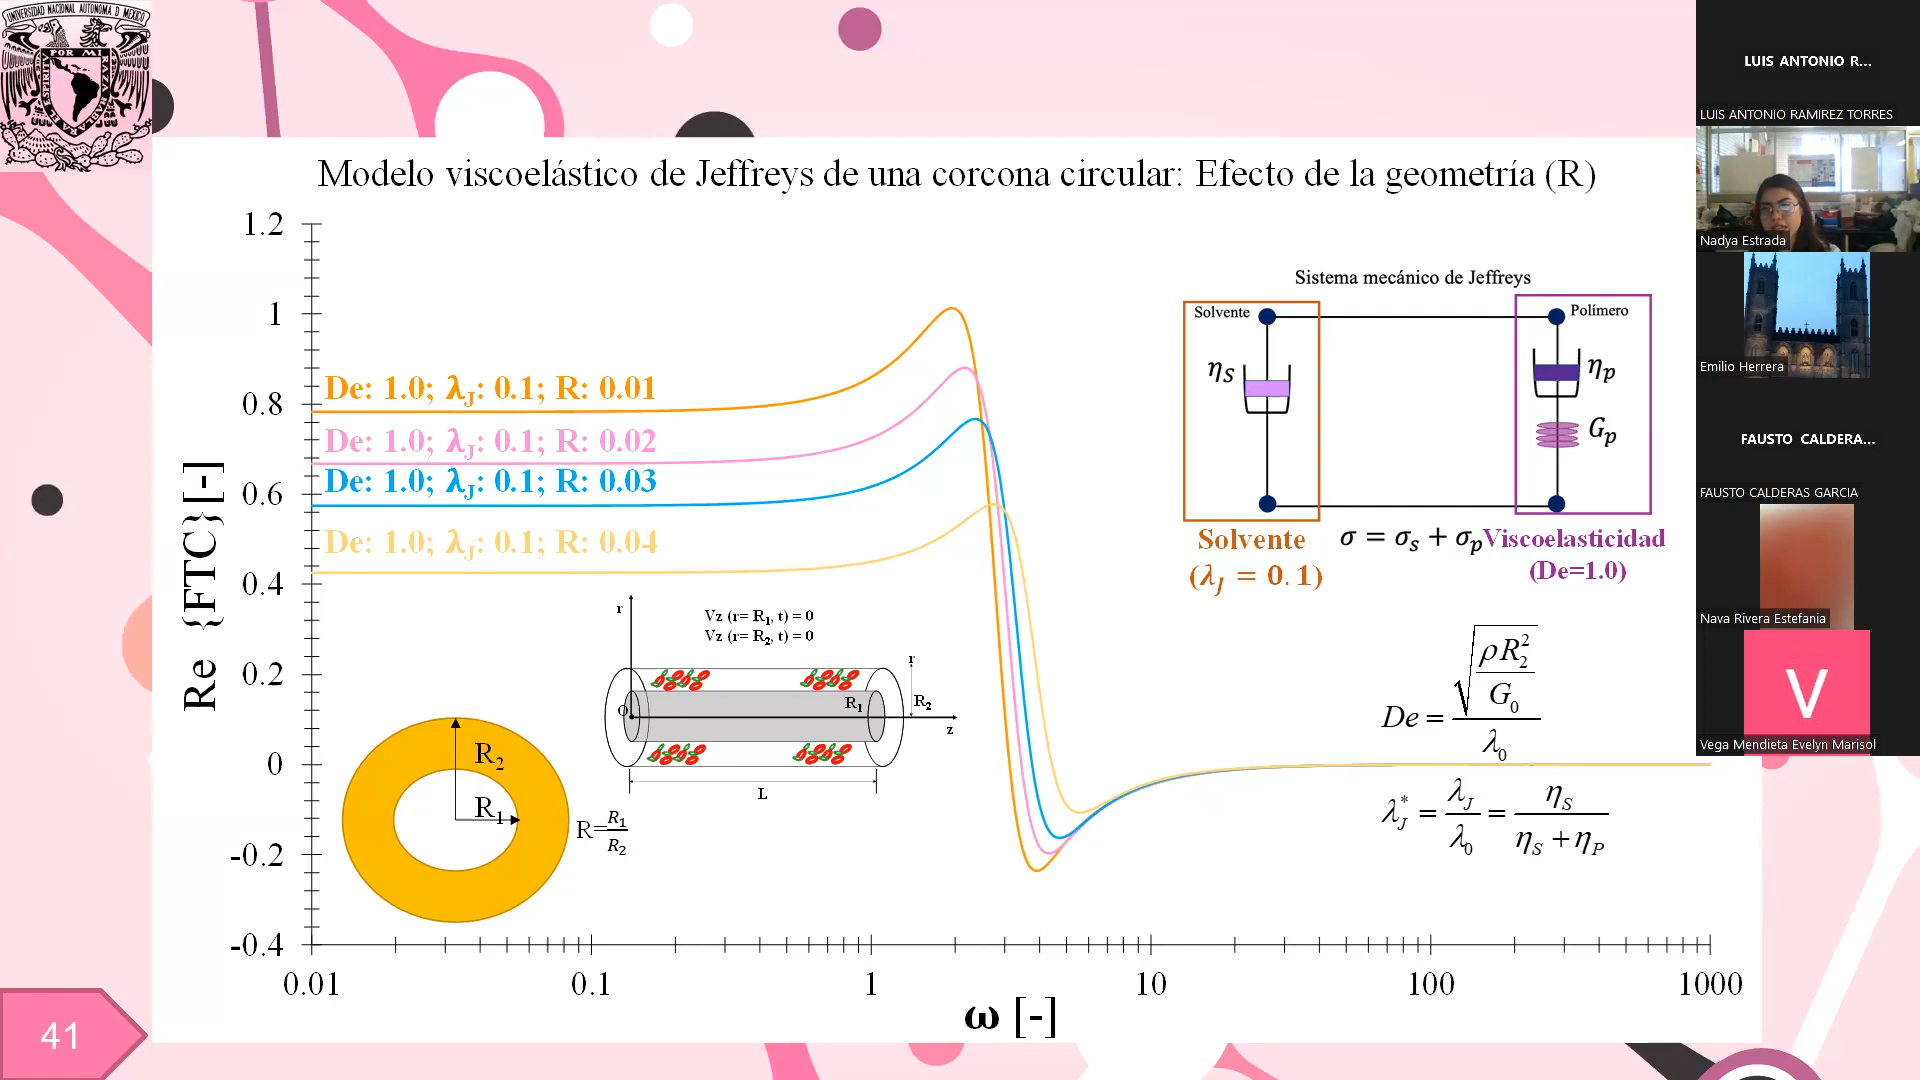 UNIVERSIDAD NACIONAL AUTONOMA D MEXICO
POR MI
Modelo viscoelástico de Jeffreys de una corcona circular: Efecto de la geometría (R)
1.2
1
0.8
0.6
0.4
0.2
0
-0.2
-0.4
Re {FTC}[-]
De: 1.0; λJ: 0.1; R: 0.01
De: 1.0; λJ: 0.1; R: 0.02
De: 1.0; λJ: 0.1; R: 0.03
De: 1.0; λJ: 0.1; R: 0.04
Sistema mecánico de Jeffreys
Solvente
Polímero
ηS
ηp
Gp
Solvente
(λJ = 0.1)
σ = σs + σp
Viscoelasticidad
(De=1.0)
Vz (r= R1, t) = 0
Vz (r= R2, t) = 0
r
r
O
R1
R2
z
L
R2
R1
R=R1/R2
De = √(ρR2²/G0)/λ0
λJ* = λJ/λ0 = ηS/(ηS + ηP)
0.01
0.1
1
10
100
1000
ω [-]
41
LUIS ANTONIO R...
LUIS ANTONIO RAMIREZ TORRES
Nadya Estrada
Emilio Herrera
FAUSTO CALDERA...
FAUSTO CALDERAS GARCIA
Nava Rivera Estefania
V
Vega Mendieta Evelyn Marisol